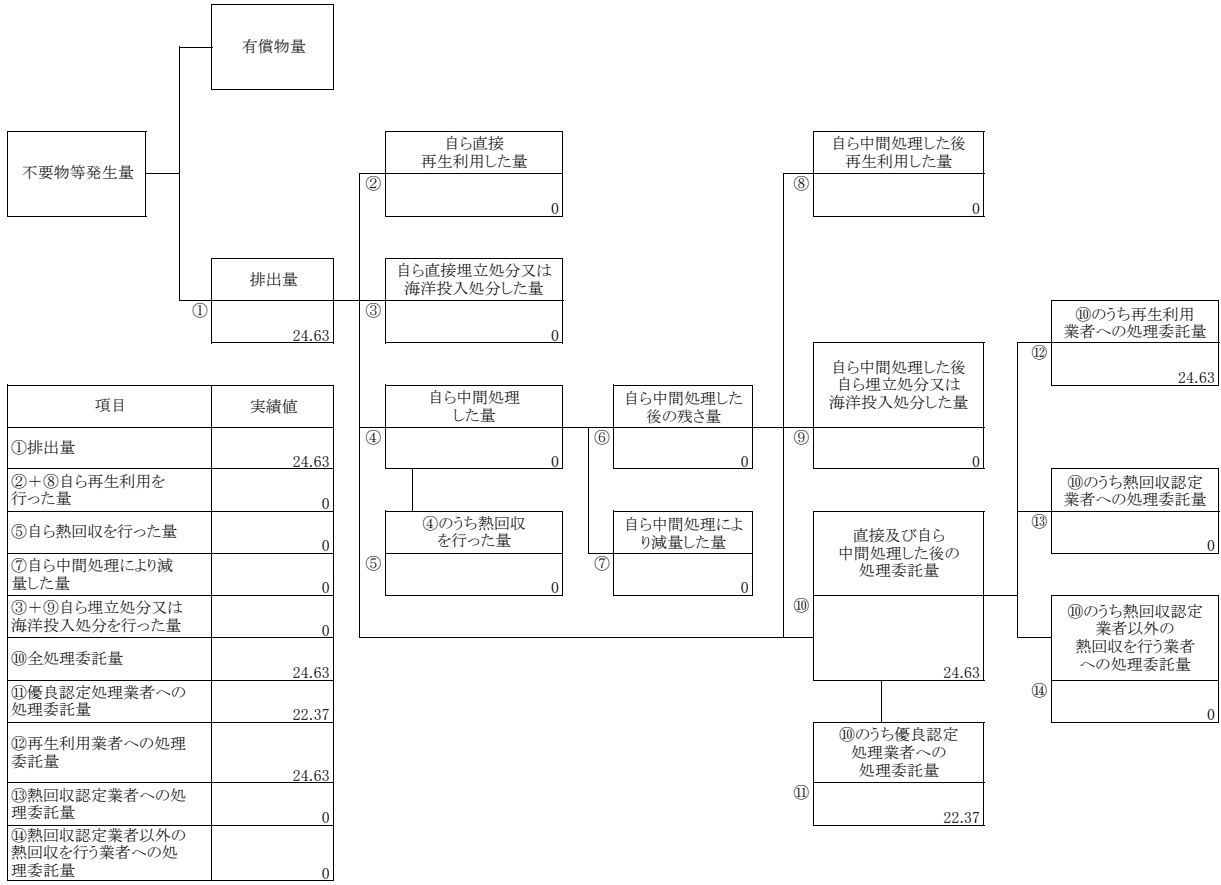 有償物量
不要物等発生量
自ら直接
再生利用した量
②
0
自ら中間処理した後
再生利用した量
⑧
0
排出量
①
24.63
自ら直接埋立処分又は
海洋投入処分した量
③
0
⑩のうち再生利用
業者への処理委託量
⑫
24.63
自ら中間処理
した量
④
0
自ら中間処理した
後の残さ量
⑥
0
自ら中間処理した後
自ら埋立処分又は
海洋投入処分した量
⑨
0
⑩のうち熱回収認定
業者への処理委託量
⑬
0
④のうち熱回収
を行った量
⑤
0
自ら中間処理によ
り減量した量
⑦
0
直接及び自ら
中間処理した後の
処理委託量
⑩
24.63
⑩のうち熱回収認定
業者以外の
熱回収を行う業者
への処理委託量
⑭
0
⑩のうち優良認定
処理業者への
処理委託量
⑪
22.37
項目 実績値
①排出量 24.63
②＋⑧自ら再生利用を
行った量 0
⑤自ら熱回収を行った量 0
⑦自ら中間処理により減
量した量 0
③＋⑨自ら埋立処分又は
海洋投入処分を行った量 0
⑩全処理委託量 24.63
⑪優良認定処理業者への
処理委託量 22.37
⑫再生利用業者への処理
委託量 24.63
⑬熱回収認定業者への処
理委託量 0
⑭熱回収認定業者以外の
熱回収を行う業者への処
理委託量 0